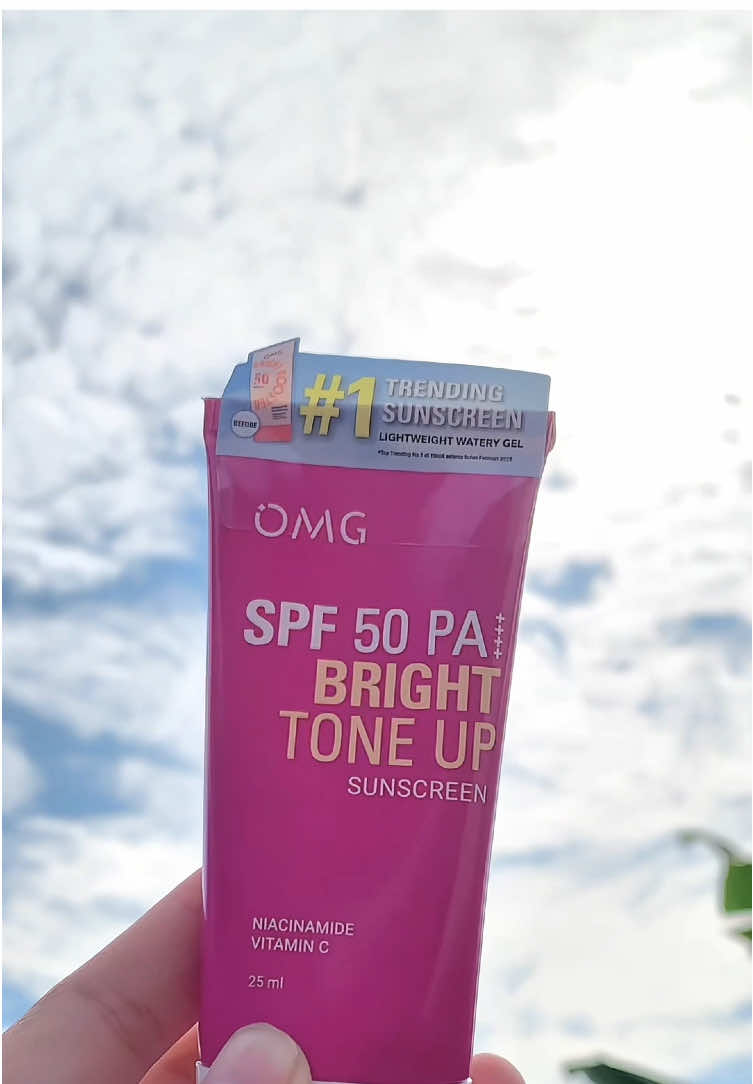 50
BEFORE
#1 TRENDING
SUNSCREEN
LIGHTWEIGHT WATERY GEL
OMG
SPF 50 PA++++
BRIGHT
TONE UP
SUNSCREEN
NIACINAMIDE
VITAMIN C
25 ml